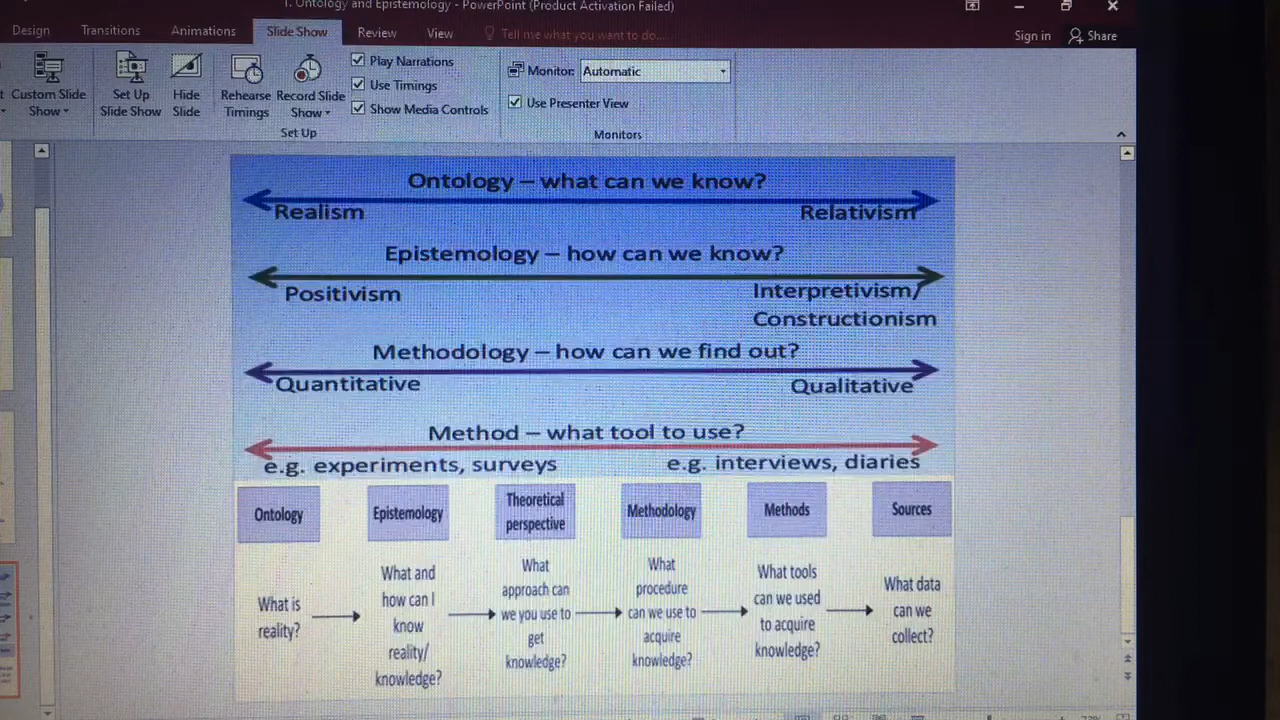 1. Ontology and Epistemology - PowerPoint (Product Activation Failed)
Design Transitions Animations Slide Show Review View Tell me what you want to do... Sign in Share
Custom Slide Show
Set Up Slide Show
Hide Slide
Rehearse Timings
Record Slide Show
Play Narrations
Use Timings
Show Media Controls
Set Up
Monitor: Automatic
Use Presenter View
Monitors
Ontology – what can we know?
Realism Relativism
Epistemology – how can we know?
Positivism Interpretivism/
Constructionism
Methodology – how can we find out?
Quantitative Qualitative
Method – what tool to use?
e.g. experiments, surveys e.g. interviews, diaries
Ontology
What is
reality?
Epistemology
What and
how can I
know
reality/
knowledge?
Theoretical
perspective
What
approach can
we you use to
get
knowledge?
Methodology
What
procedure
can we use to
acquire
knowledge?
Methods
What tools
can we used
to acquire
knowledge?
Sources
What data
can we
collect?